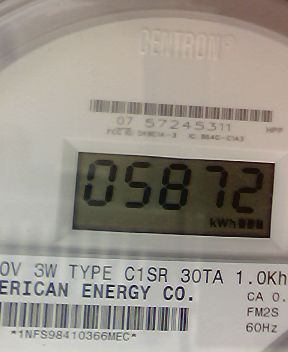 CENTRON®
07 57245311 HPP
05872
kWh
0V 3W TYPE C1SR 30TA 1.0Kh
ERICAN ENERGY CO.
CA 0.
FM2S
60Hz
*1NFS98410366MEC*